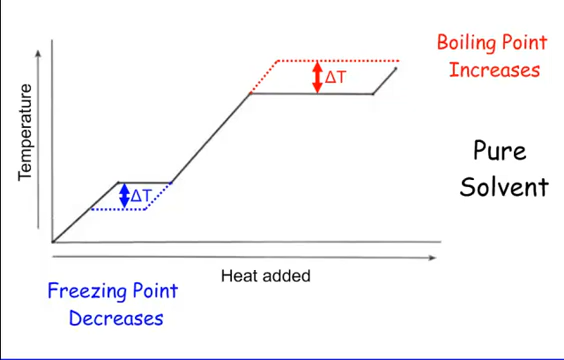 Boiling Point
Increases
ΔT
Temperature
Pure
Solvent
ΔT
Heat added
Freezing Point
Decreases